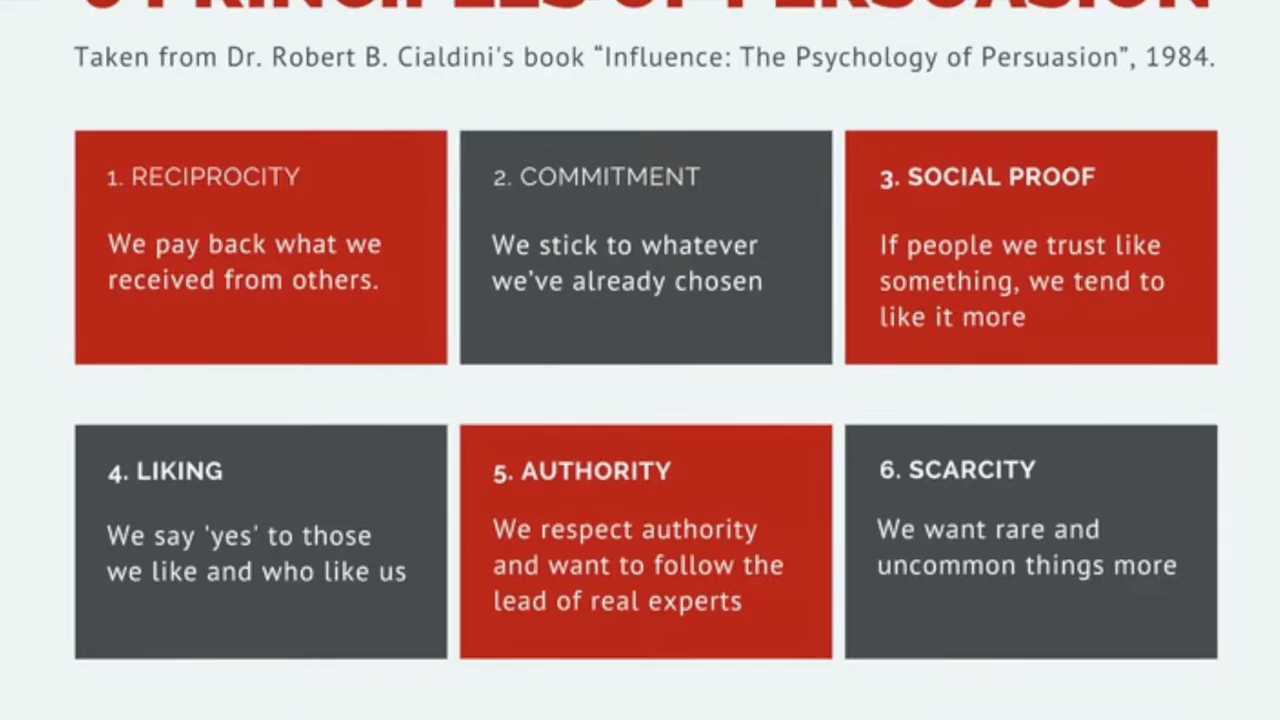 6 PRINCIPLES OF PERSUASION
Taken from Dr. Robert B. Cialdini's book “Influence: The Psychology of Persuasion”, 1984.
1. RECIPROCITY
We pay back what we
received from others.
2. COMMITMENT
We stick to whatever
we've already chosen
3. SOCIAL PROOF
If people we trust like
something, we tend to
like it more
4. LIKING
We say 'yes' to those
we like and who like us
5. AUTHORITY
We respect authority
and want to follow the
lead of real experts
6. SCARCITY
We want rare and
uncommon things more